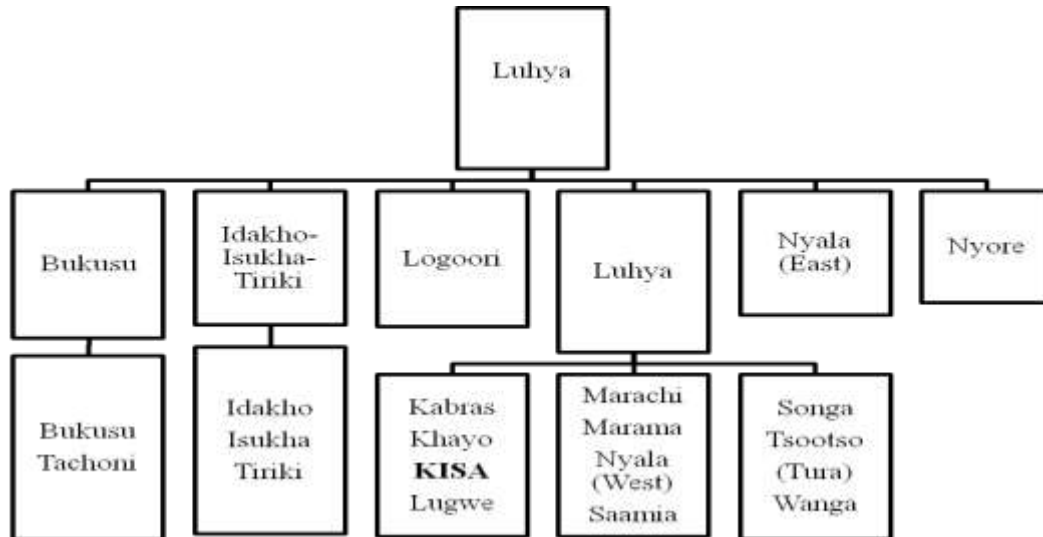 Luhya
Bukusu
Idakho-
Isukha-
Tiriki
Logoori
Luhya
Nyala
(East)
Nyore
Bukusu
Tachoni
Idakho
Isukha
Tiriki
Kabras
Khayo
KISA
Lugwe
Marachi
Marama
Nyala
(West)
Saamia
Songa
Tsootso
(Tura)
Wanga